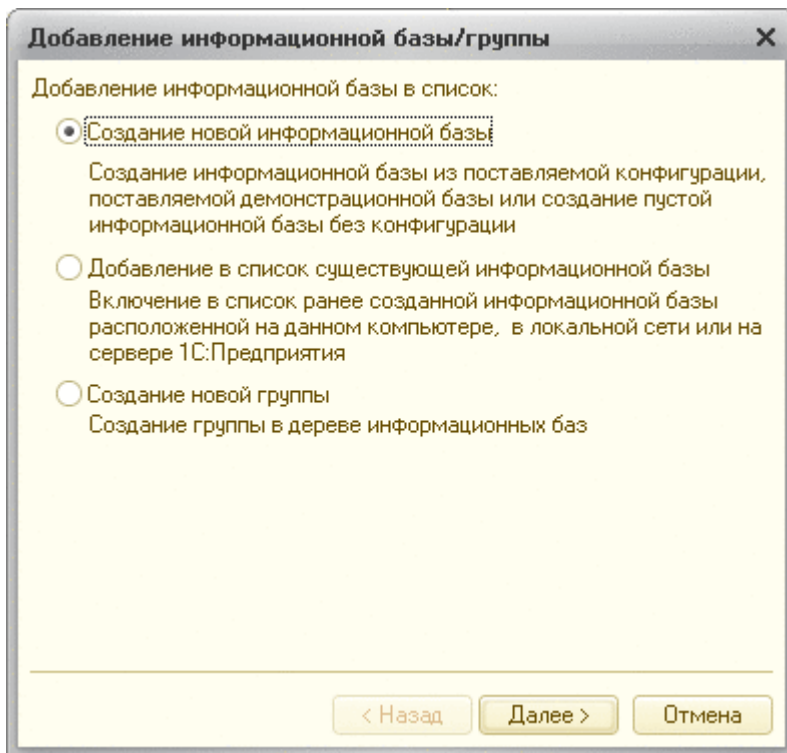 Добавление информационной базы/группы
Добавление информационной базы в список:
Создание новой информационной базы
Создание информационной базы из поставляемой конфигурации,
поставляемой демонстрационной базы или создание пустой
информационной базы без конфигурации
Добавление в список существующей информационной базы
Включение в список ранее созданной информационной базы
расположенной на данном компьютере, в локальной сети или на
сервере 1С:Предприятия
Создание новой группы
Создание группы в дереве информационных баз
< Назад Далее > Отмена